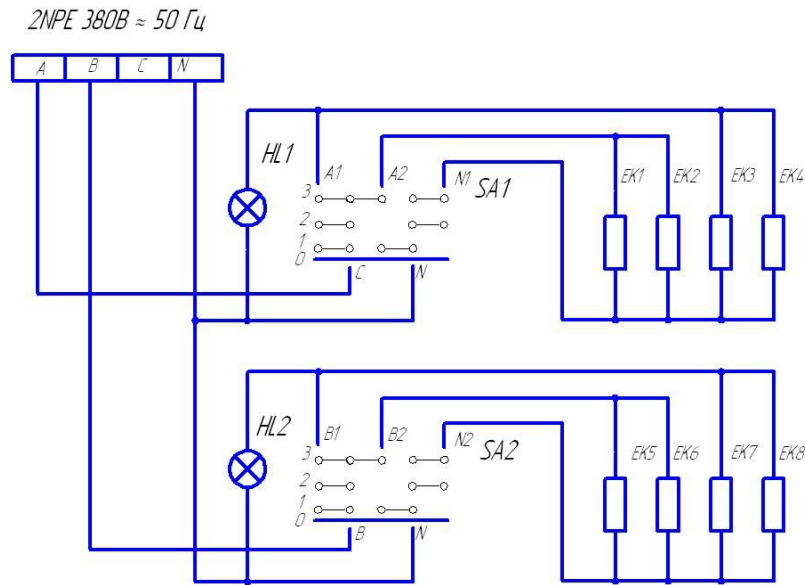 2NPE 380В ≈ 50 Гц
A B C N
HL1
A1 A2 N1 SA1
3
2
1
0
C N
EK1 EK2 EK3 EK4
HL2
B1 B2 N2 SA2
3
2
1
0
B N
EK5 EK6 EK7 EK8